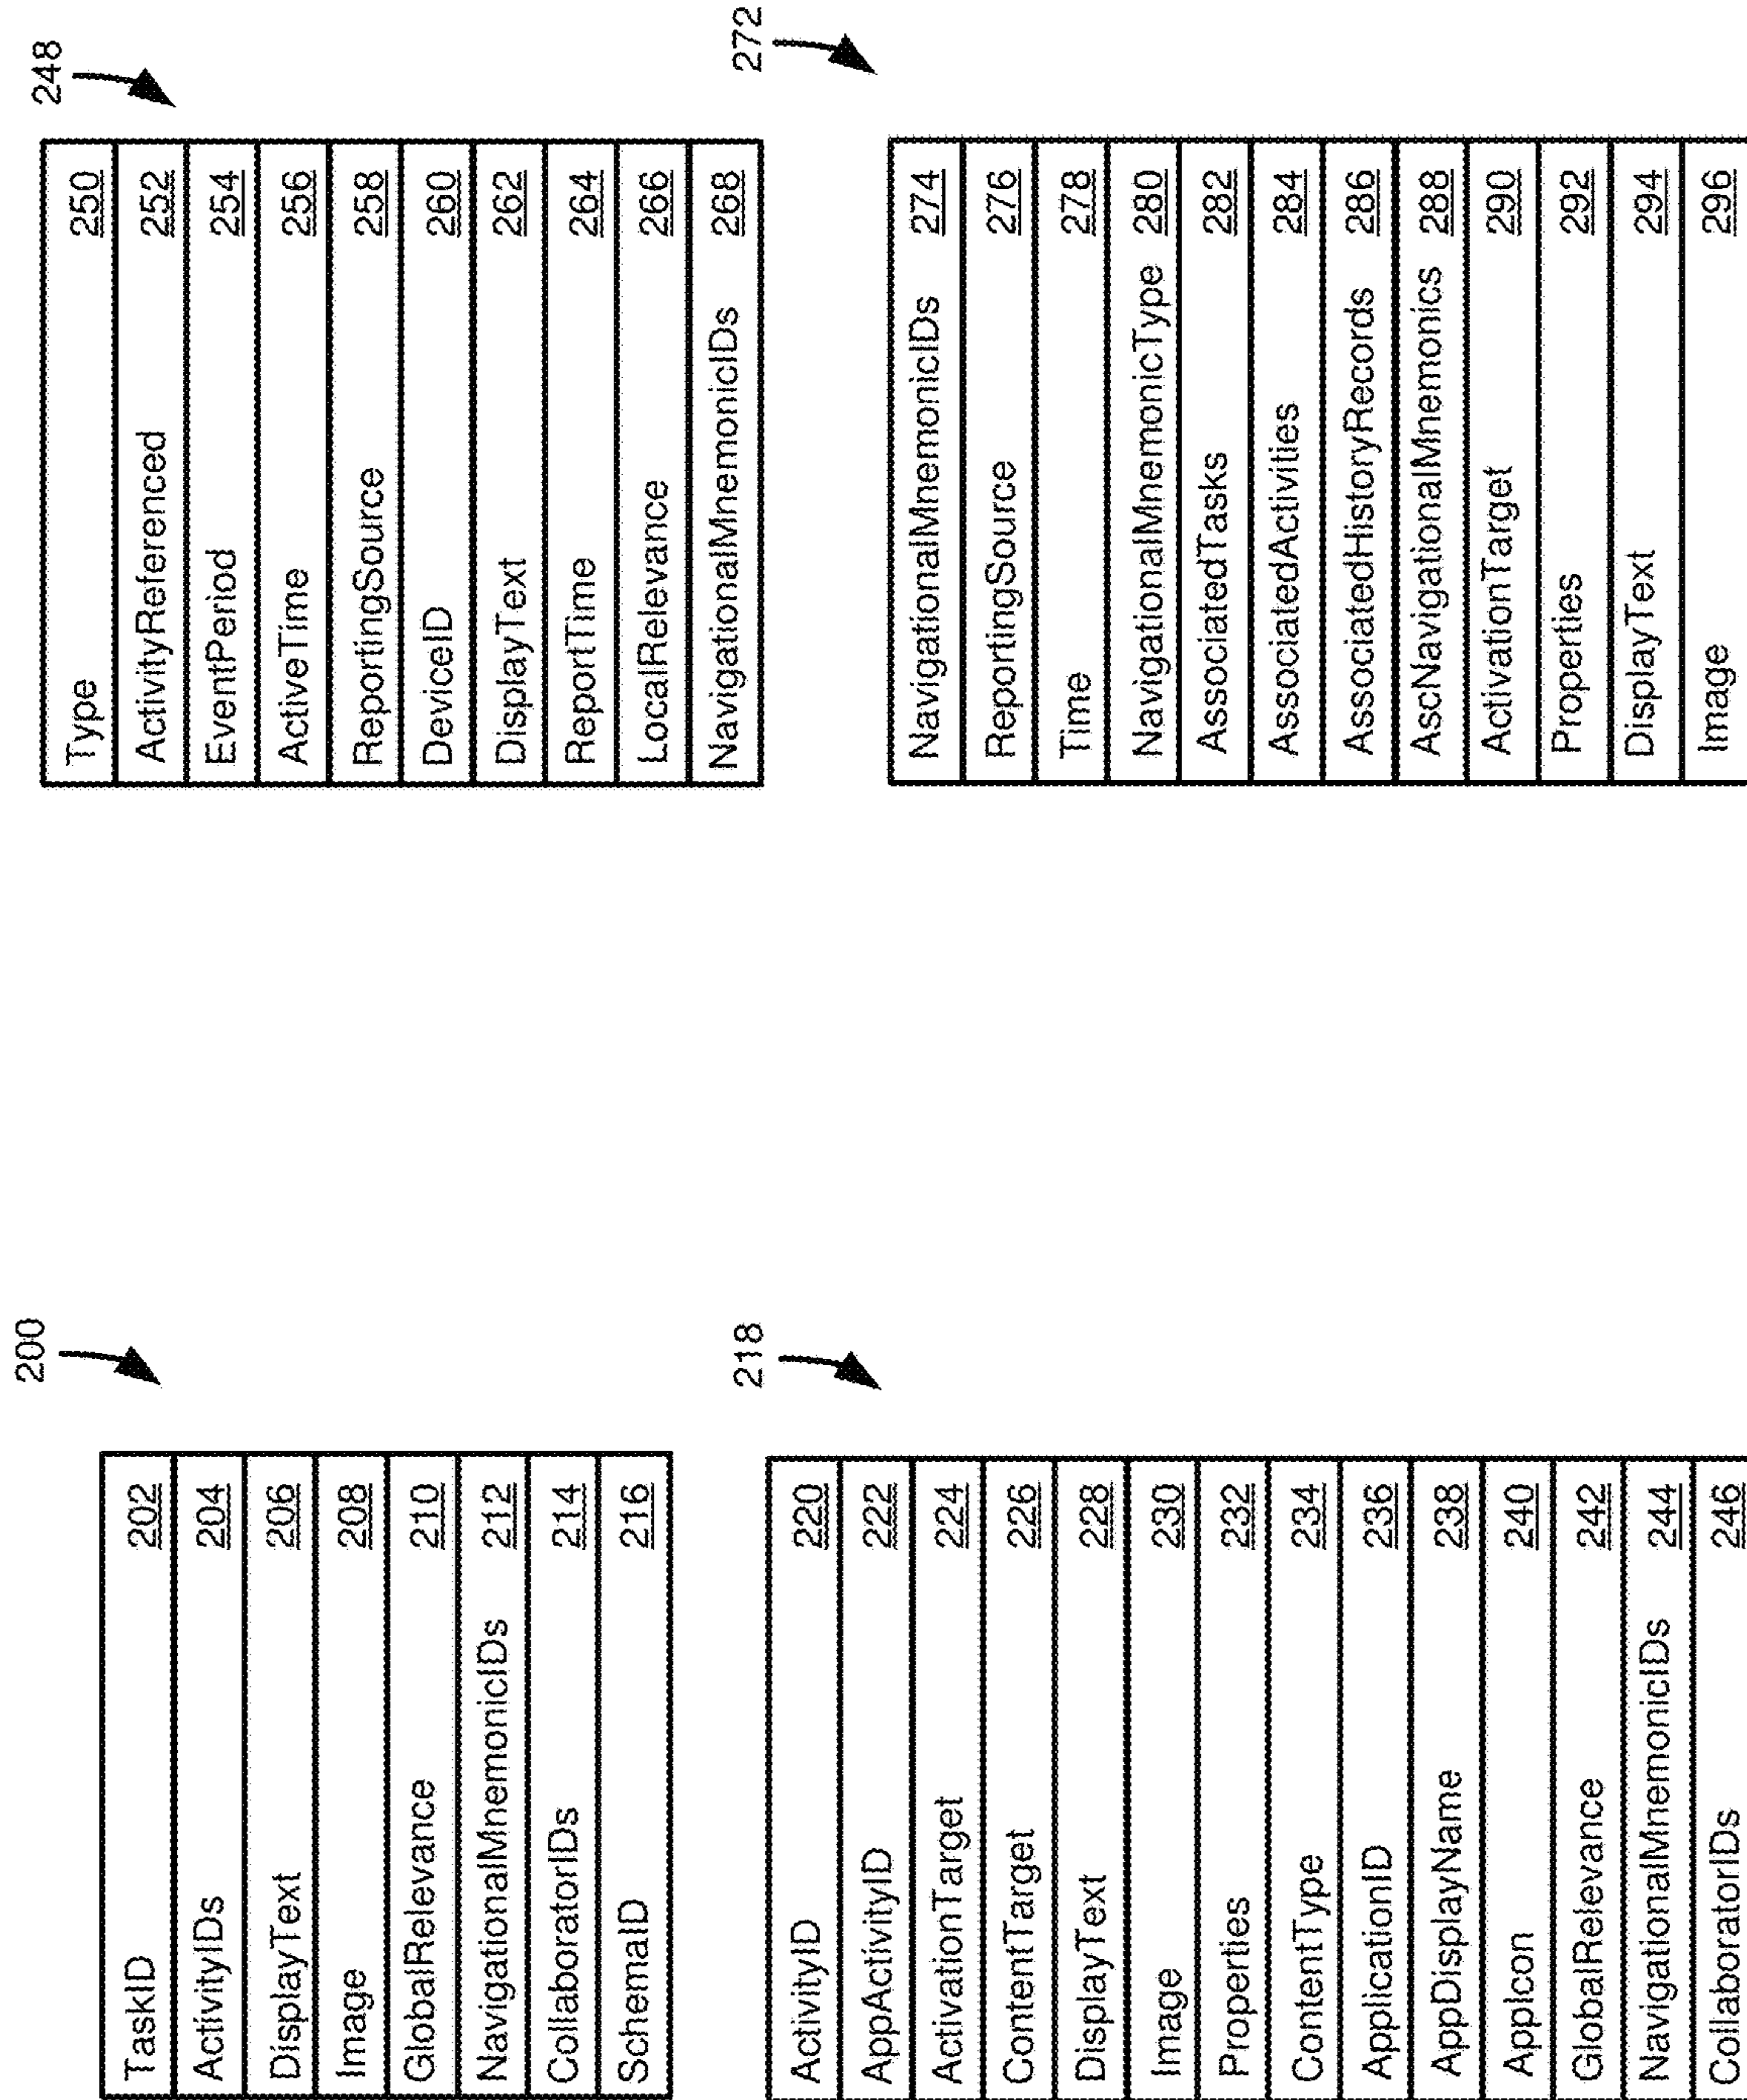 200
TaskID 202
ActivityIDs 204
DisplayText 206
Image 208
GlobalRelevance 210
NavigationalMnemonicIDs 212
CollaboratorIDs 214
SchemaID 216
218
ActivityID 220
AppActivityID 222
ActivationTarget 224
ContentTarget 226
DisplayText 228
Image 230
Properties 232
ContentType 234
ApplicationID 236
AppDisplayName 238
AppIcon 240
GlobalRelevance 242
NavigationalMnemonicIDs 244
CollaboratorIDs 246
248
Type 250
ActivityReferenced 252
EventPeriod 254
ActiveTime 256
ReportingSource 258
DeviceID 260
DisplayText 262
ReportTime 264
LocalRelevance 266
NavigationalMnemonicIDs 268
272
NavigationalMnemonicIDs 274
ReportingSource 276
Time 278
NavigationalMnemonicType 280
AssociatedTasks 282
AssociatedActivities 284
AssociatedHistoryRecords 286
AscNavigationalMnemonics 288
ActivationTarget 290
Properties 292
DisplayText 294
Image 296